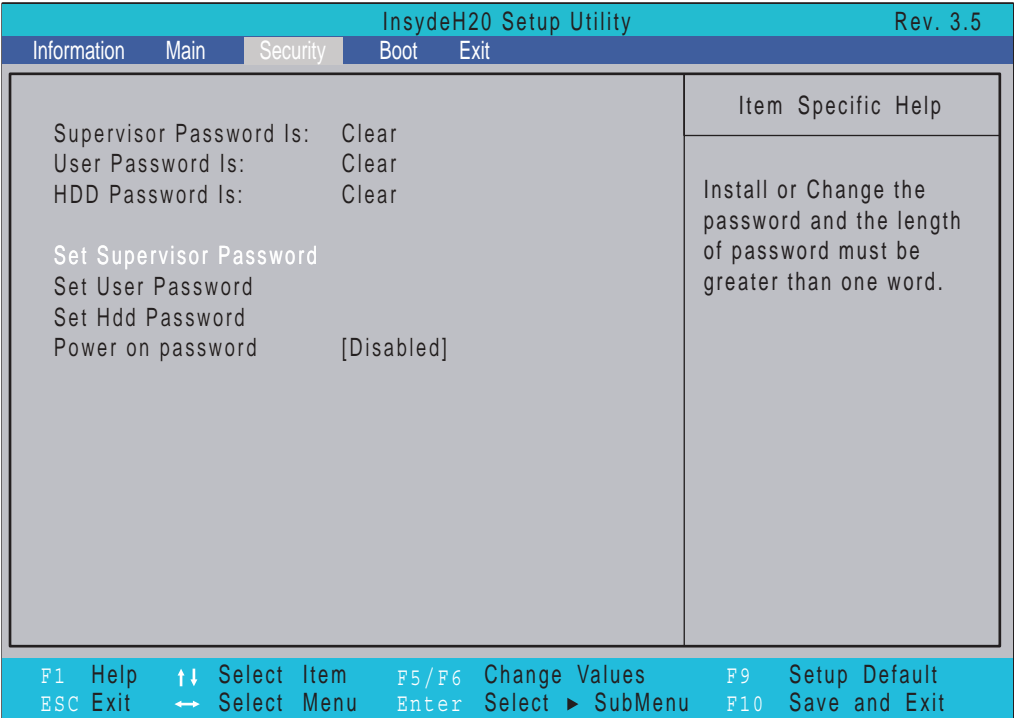 InsydeH20 Setup Utility Rev. 3.5
Information Main Security Boot Exit
Supervisor Password Is: Clear
User Password Is: Clear
HDD Password Is: Clear
Set Supervisor Password
Set User Password
Set Hdd Password
Power on password [Disabled]
Item Specific Help
Install or Change the
password and the length
of password must be
greater than one word.
F1 Help ↑↓ Select Item F5/F6 Change Values F9 Setup Default
ESC Exit ↔ Select Menu Enter Select ► SubMenu F10 Save and Exit